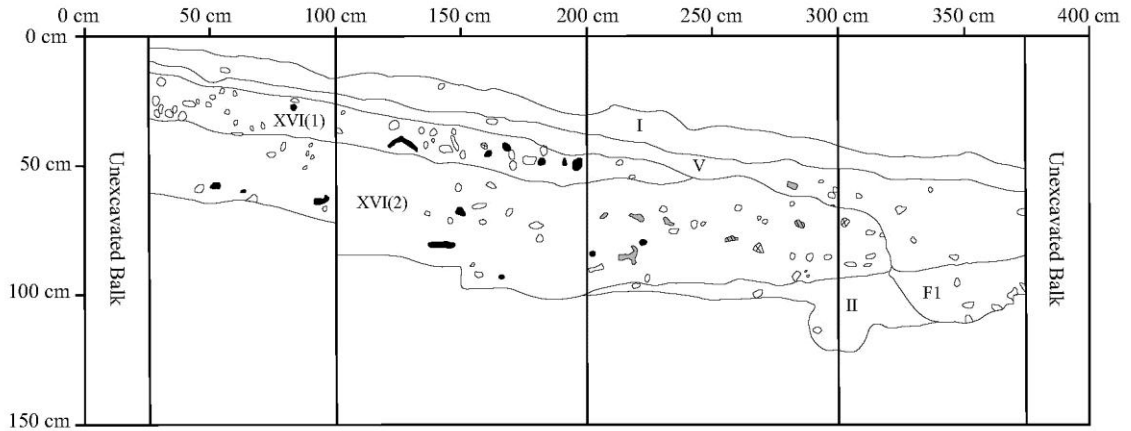 0 cm 50 cm 100 cm 150 cm 200 cm 250 cm 300 cm 350 cm 400 cm
0 cm
I
XVI(1)
50 cm
V
Unexcavated Balk
Unexcavated Balk
XVI(2)
100 cm
II
F1
150 cm